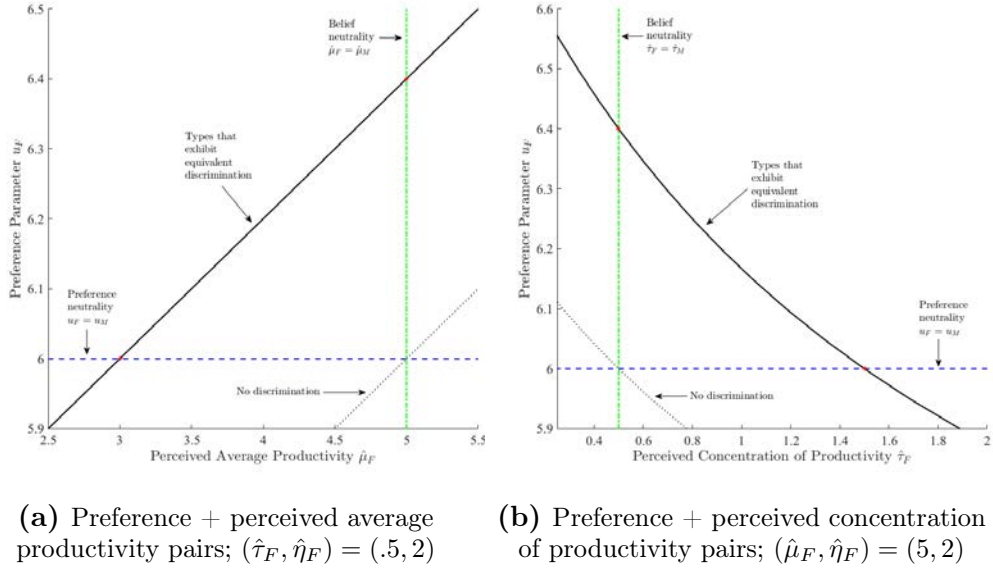 6.5
6.4
6.3
6.2
6.1
6
5.9
Preference Parameter u_F
Belief
neutrality
μ̂_F = μ̂_M
Types that
exhibit
equivalent
discrimination
Preference
neutrality
u_F = u_M
No discrimination
2.5 3 3.5 4 4.5 5 5.5
Perceived Average Productivity μ̂_F
6.6
6.5
6.4
6.3
6.2
6.1
6
5.9
Preference Parameter u_F
Belief
neutrality
τ̂_F = τ̂_M
Types that
exhibit
equivalent
discrimination
Preference
neutrality
u_F = u_M
No discrimination
0.4 0.6 0.8 1 1.2 1.4 1.6 1.8 2
Perceived Concentration of Productivity τ̂_F
(a) Preference + perceived average
productivity pairs; (τ̂_F, η̂_F) = (.5, 2)
(b) Preference + perceived concentration
of productivity pairs; (μ̂_F, η̂_F) = (5, 2)